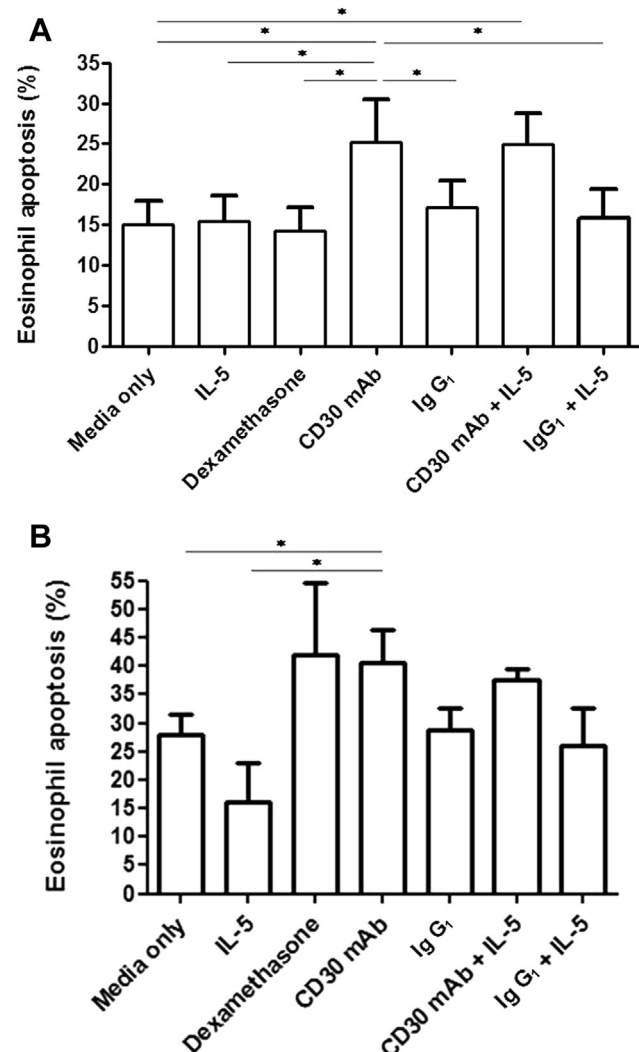 A
*
*
*
*
*
*
Eosinophil apoptosis (%)
35
30
25
20
15
10
5
0
Media only
IL-5
Dexamethasone
CD30 mAb
Ig G₁
CD30 mAb + IL-5
IgG₁ + IL-5
B
*
*
Eosinophil apoptosis (%)
55
50
45
40
35
30
25
20
15
10
5
0
Media only
IL-5
Dexamethasone
CD30 mAb
Ig G₁
CD30 mAb + IL-5
Ig G₁ + IL-5